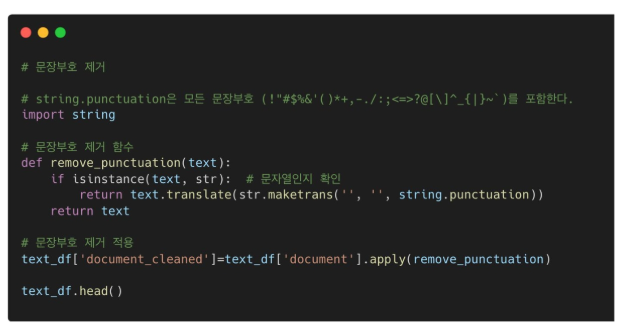 # 문장부호 제거
# string.punctuation은 모든 문장부호 (!"#$%&'()*+,-./:;<=>?@[\]^_{|}~`)를 포함한다.
import string
# 문장부호 제거 함수
def remove_punctuation(text):
    if isinstance(text, str):  # 문자열인지 확인
        return text.translate(str.maketrans('', '', string.punctuation))
    return text
# 문장부호 제거 적용
text_df['document_cleaned']=text_df['document'].apply(remove_punctuation)
text_df.head()